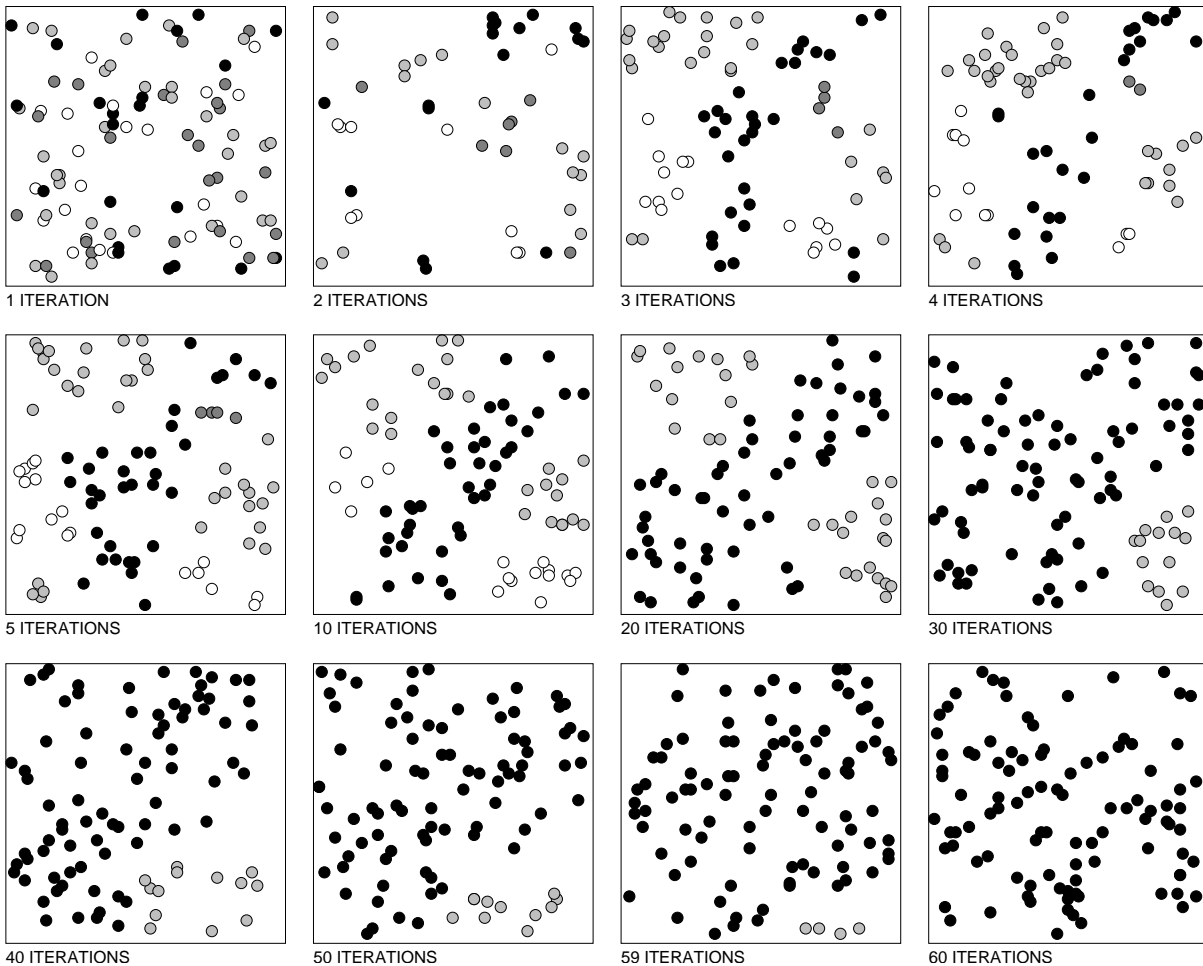 1 ITERATION
2 ITERATIONS
3 ITERATIONS
4 ITERATIONS
5 ITERATIONS
10 ITERATIONS
20 ITERATIONS
30 ITERATIONS
40 ITERATIONS
50 ITERATIONS
59 ITERATIONS
60 ITERATIONS